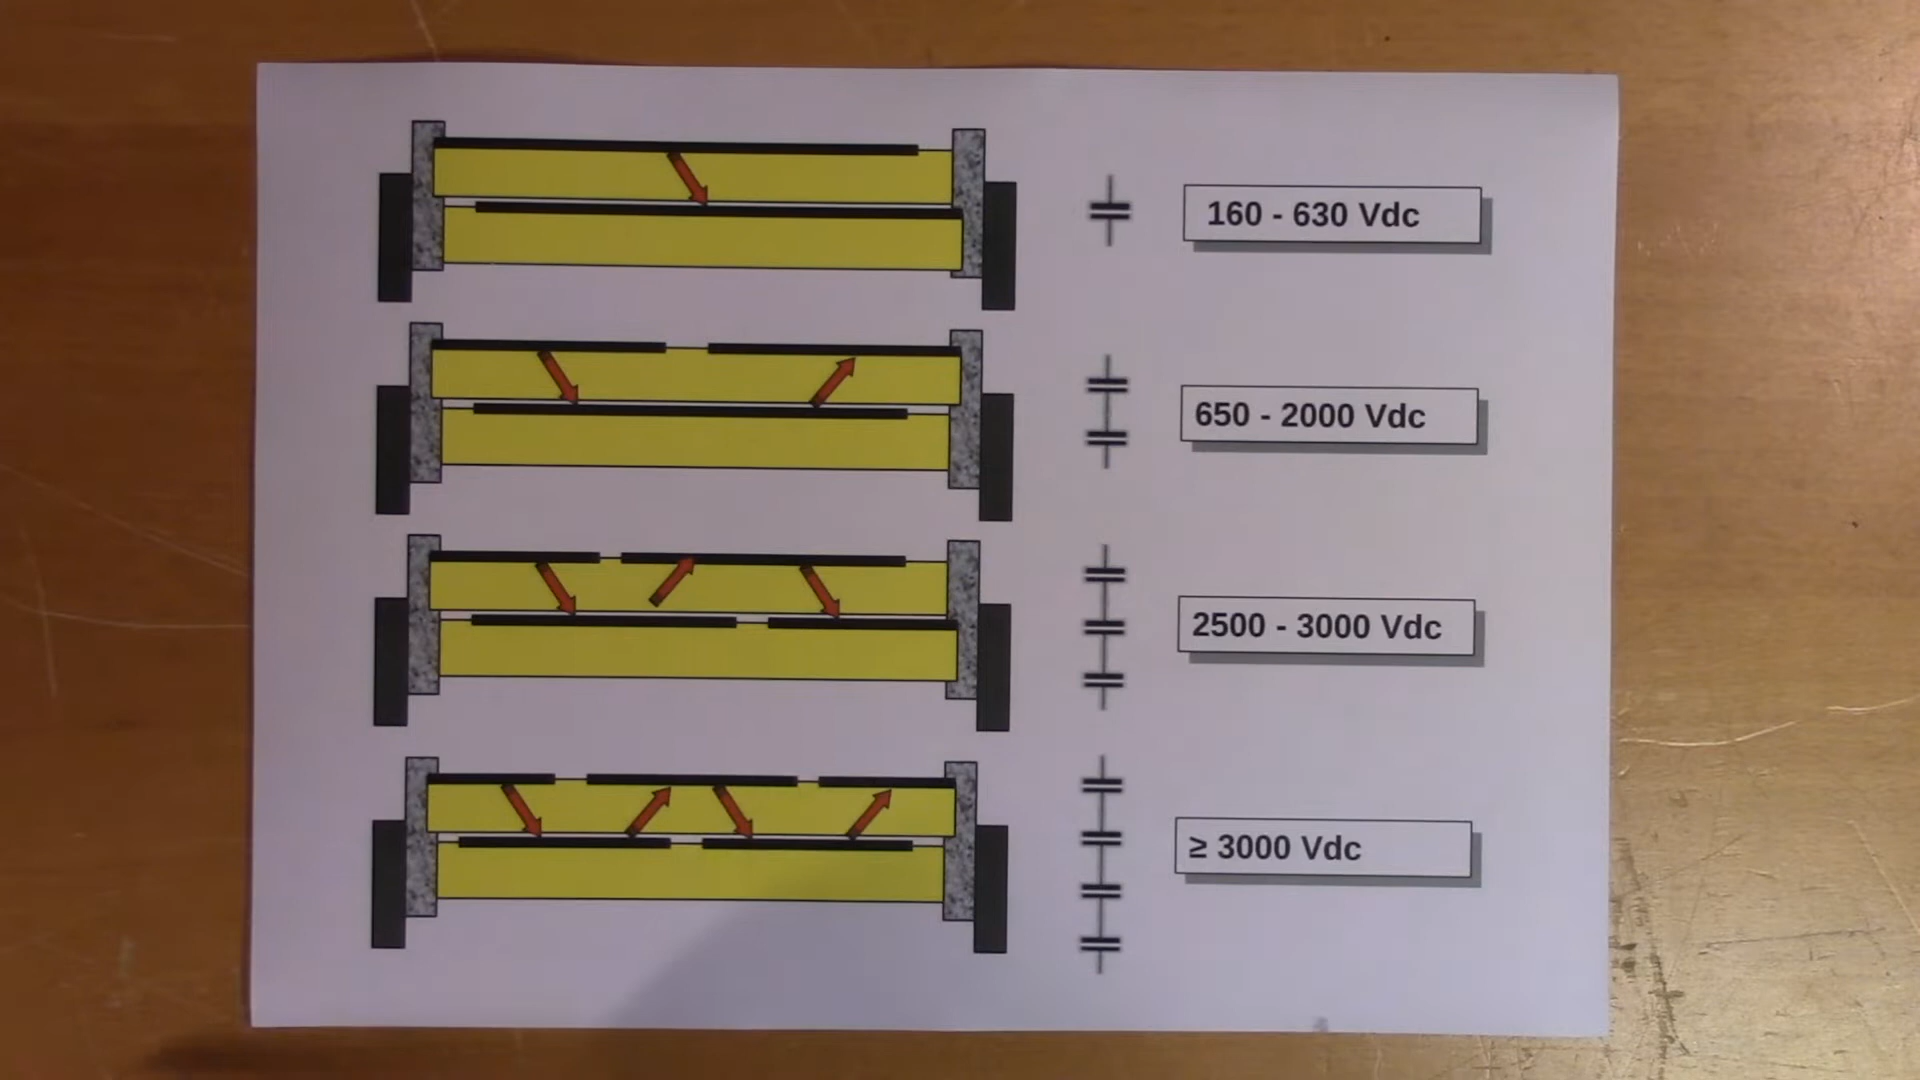 160 - 630 Vdc
650 - 2000 Vdc
2500 - 3000 Vdc
≥ 3000 Vdc